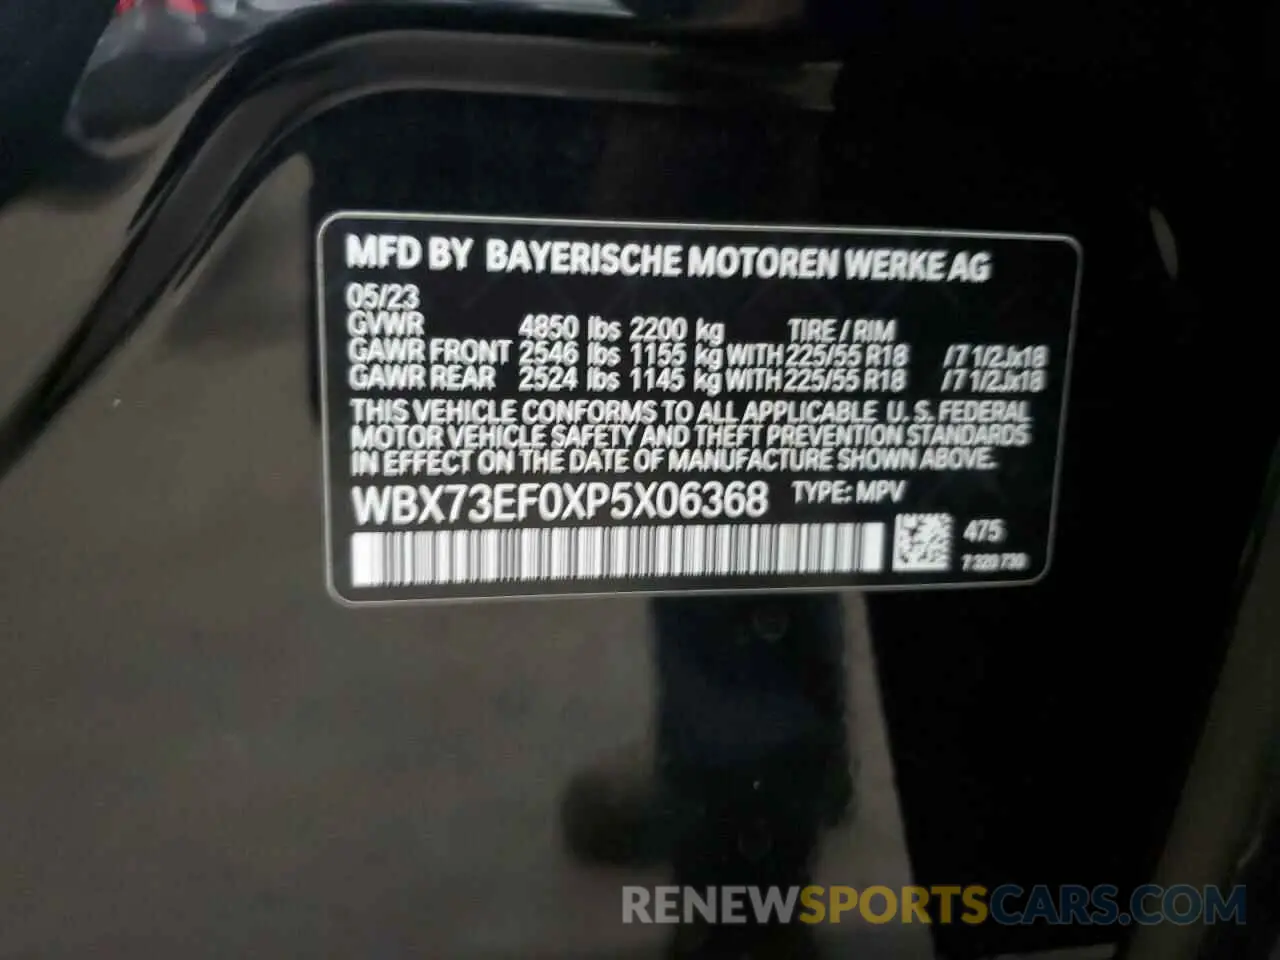 MFD BY BAYERISCHE MOTOREN WERKE AG
05/23
GVWR 4850 lbs 2200 kg TIRE / RIM
GAWR FRONT 2546 lbs 1155 kg WITH 225/55 R18 /7 1/2Jx18
GAWR REAR 2524 lbs 1145 kg WITH 225/55 R18 /7 1/2Jx18
THIS VEHICLE CONFORMS TO ALL APPLICABLE U. S. FEDERAL
MOTOR VEHICLE SAFETY AND THEFT PREVENTION STANDARDS
IN EFFECT ON THE DATE OF MANUFACTURE SHOWN ABOVE.
WBX73EF0XP5X06368 TYPE: MPV
475
7 320 730
RENEWSPORTSCARS.COM